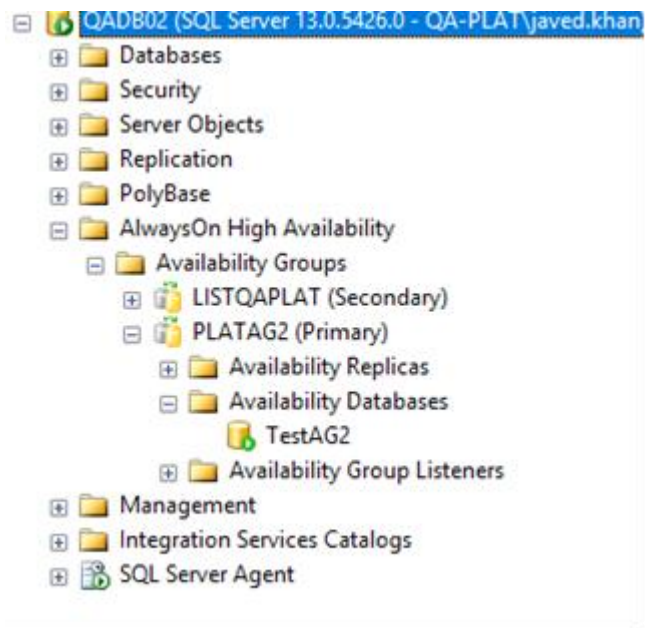 QADB02 (SQL Server 13.0.5426.0 - QA-PLAT\javed.khan)
Databases
Security
Server Objects
Replication
PolyBase
AlwaysOn High Availability
Availability Groups
LISTQAPLAT (Secondary)
PLATAG2 (Primary)
Availability Replicas
Availability Databases
TestAG2
Availability Group Listeners
Management
Integration Services Catalogs
SQL Server Agent